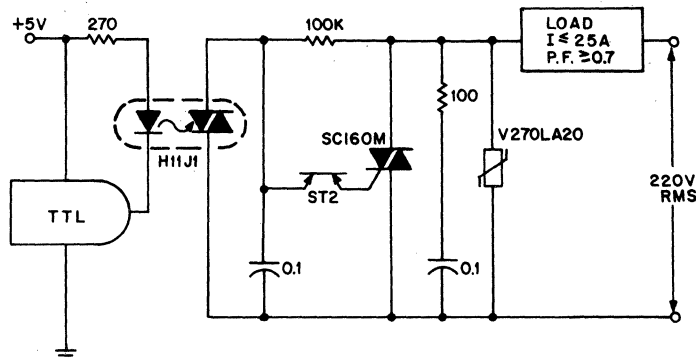 +5V
270
100K
LOAD
I ≤ 25A
P.F. ≥0.7
100
H11J1
SC160M
V270LA20
ST2
TTL
220V
RMS
0.1
0.1